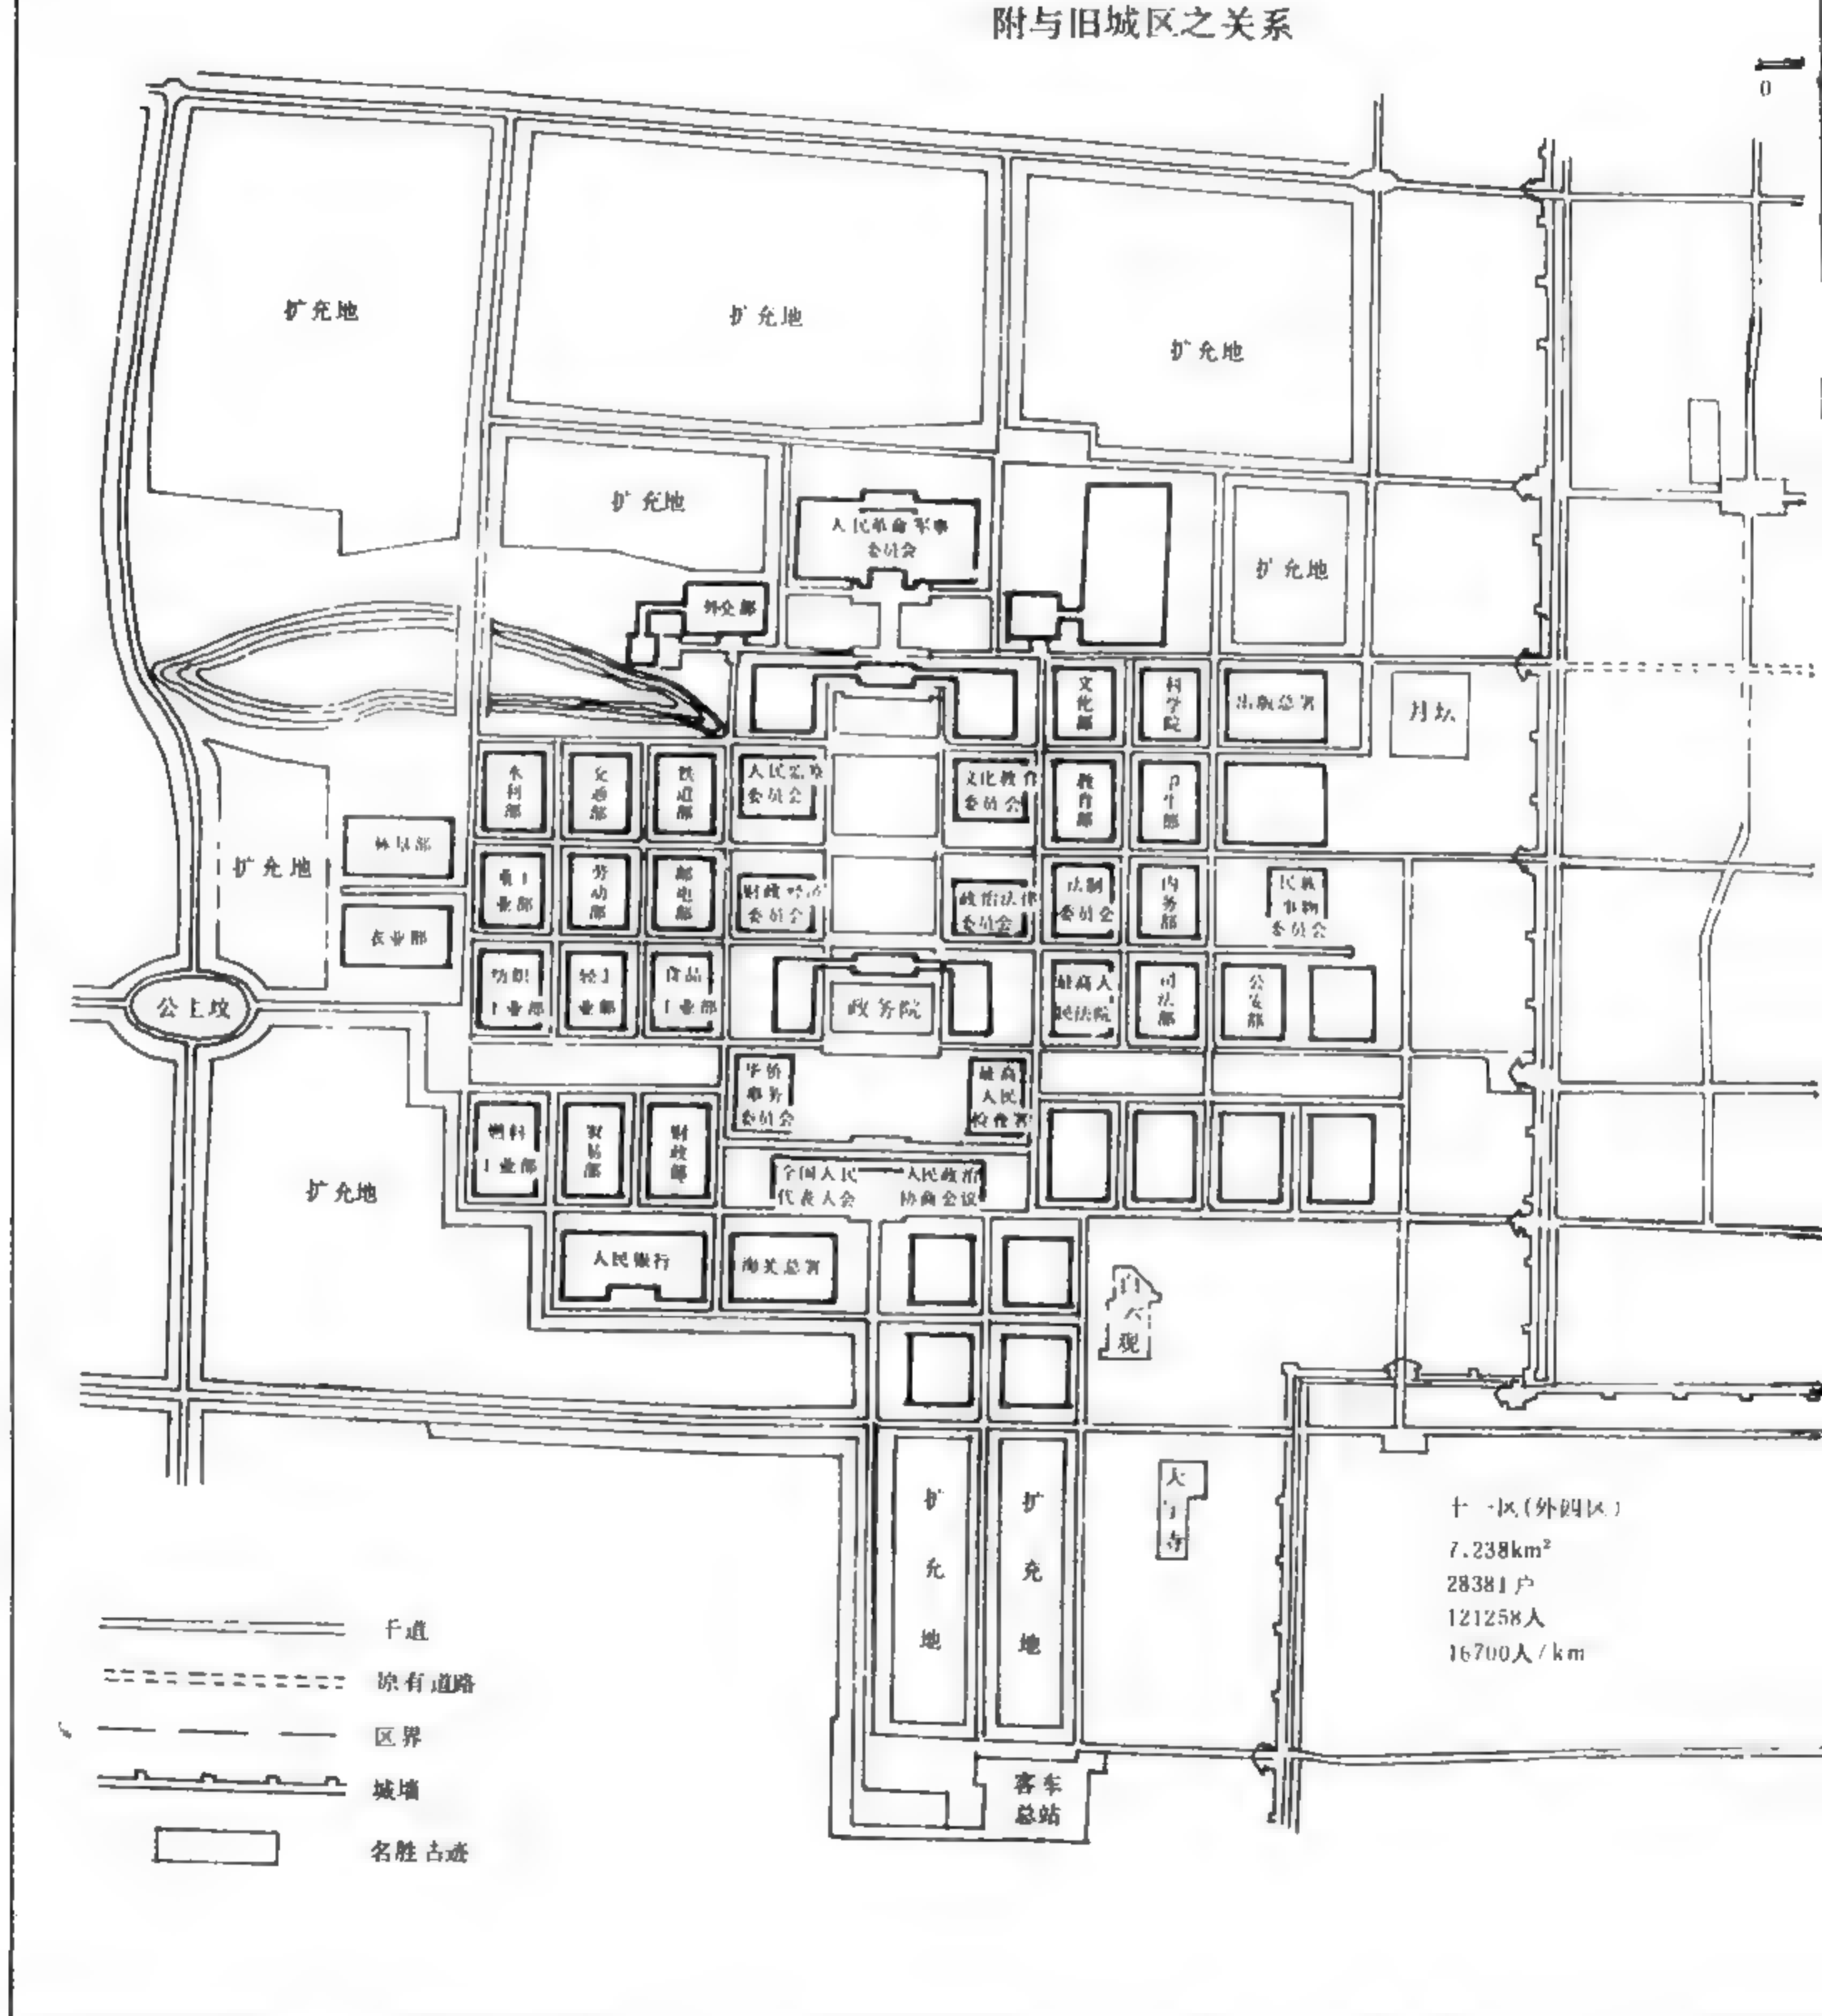 附与旧城区之关系
0
扩充地
扩充地
扩充地
扩充地
人民革命军事
委员会
扩充地
外交部
文化部
科学院
出版总署
月坛
水利部
交通部
铁道部
人民监察
委员会
文化教育
委员会
教育部
卫生部
林垦部
扩充地
重工
业部
劳动部
邮电部
财政经济
委员会
政治法律
委员会
法制
委员会
内务部
民族
事物
委员会
农业部
纺织
工业部
轻工
业部
食品
工业部
政务院
最高人
民法院
司法部
公安部
公主坟
华侨
事务
委员会
最高
人民
检查署
燃料
工业部
贸易部
财政部
全国人民
代表大会
人民政治
协商会议
扩充地
人民银行
海关总署
白云观
扩充地
扩充地
天宁寺
十一区(外四区)
7.238km²
28381户
121258人
16700人/km
干道
原有道路
区界
城墙
名胜古迹
客车
总站